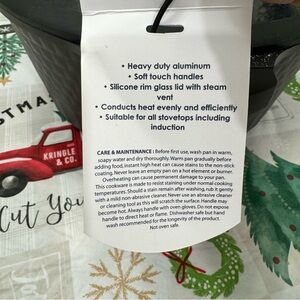 • Heavy duty aluminum
• Soft touch handles
• Silicone rim glass lid with steam
vent
• Conducts heat evenly and efficiently
• Suitable for all stovetops including
induction
CARE & MAINTENANCE: Before first use, wash pan in warm,
soapy water and dry thoroughly. Warm pan gradually before
adding food, instant high heat can cause stains to the non-stick
coating. Never leave an empty pan on a hot element or burner.
Overheating can cause permanent damage to your pan.
This cookware is made to resist staining under normal cooking
temperatures. Should a stain remain after washing, rub it gently
with a mild non-abrasive cleaner. Never use an abrasive cleaner
or cleaning tool as this will scratch the surface. Handle may
become hot. Always handle with oven gloves. Do not expose
handle to direct heat or flame. Dishwasher safe but hand
wash recommended for the longevity of the product.
Not oven safe.
STMA
KRINGLE
& CO.
Cut You